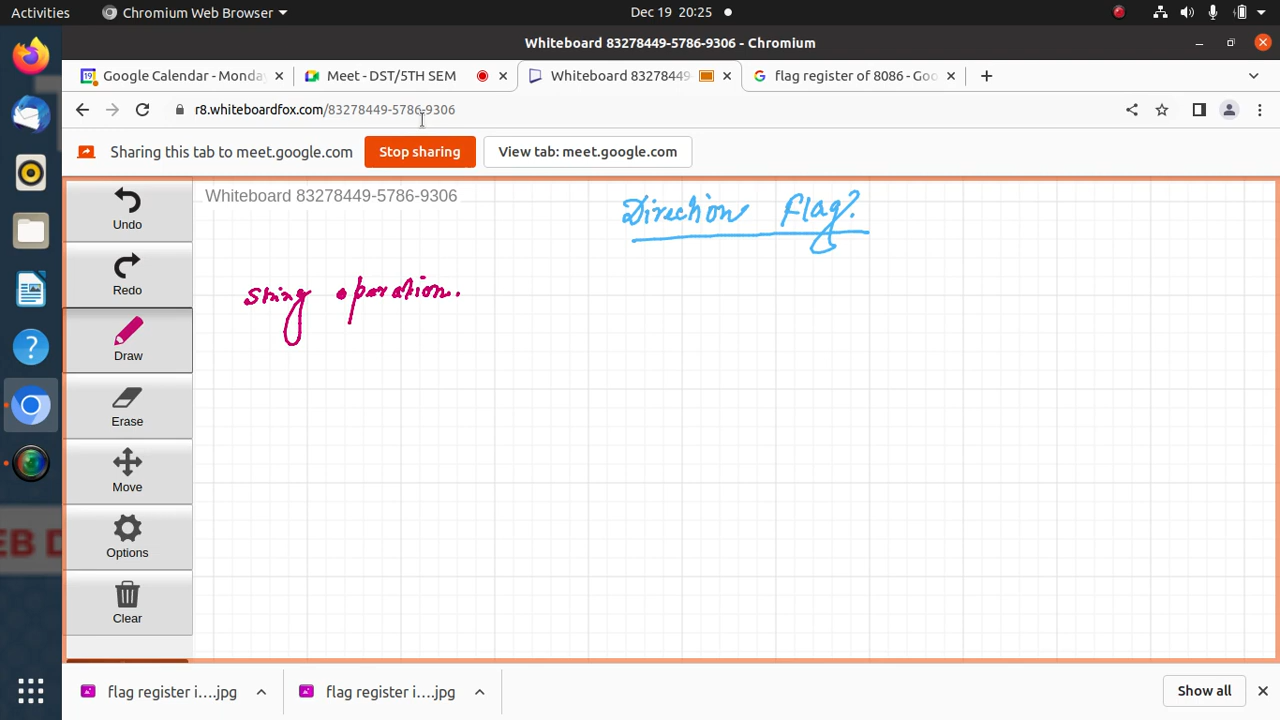 Activities Chromium Web Browser Dec 19 20:25
Whiteboard 83278449-5786-9306 - Chromium
Google Calendar - Monda Meet - DST/5TH SEM Whiteboard 83278449 flag register of 8086 - Goo
r8.whiteboardfox.com/83278449-5786-9306
Sharing this tab to meet.google.com Stop sharing View tab: meet.google.com
Whiteboard 83278449-5786-9306
Direction Flag?
String operation.
Undo
Redo
Draw
Erase
Move
Options
Clear
EB D
flag register i....jpg flag register i....jpg Show all